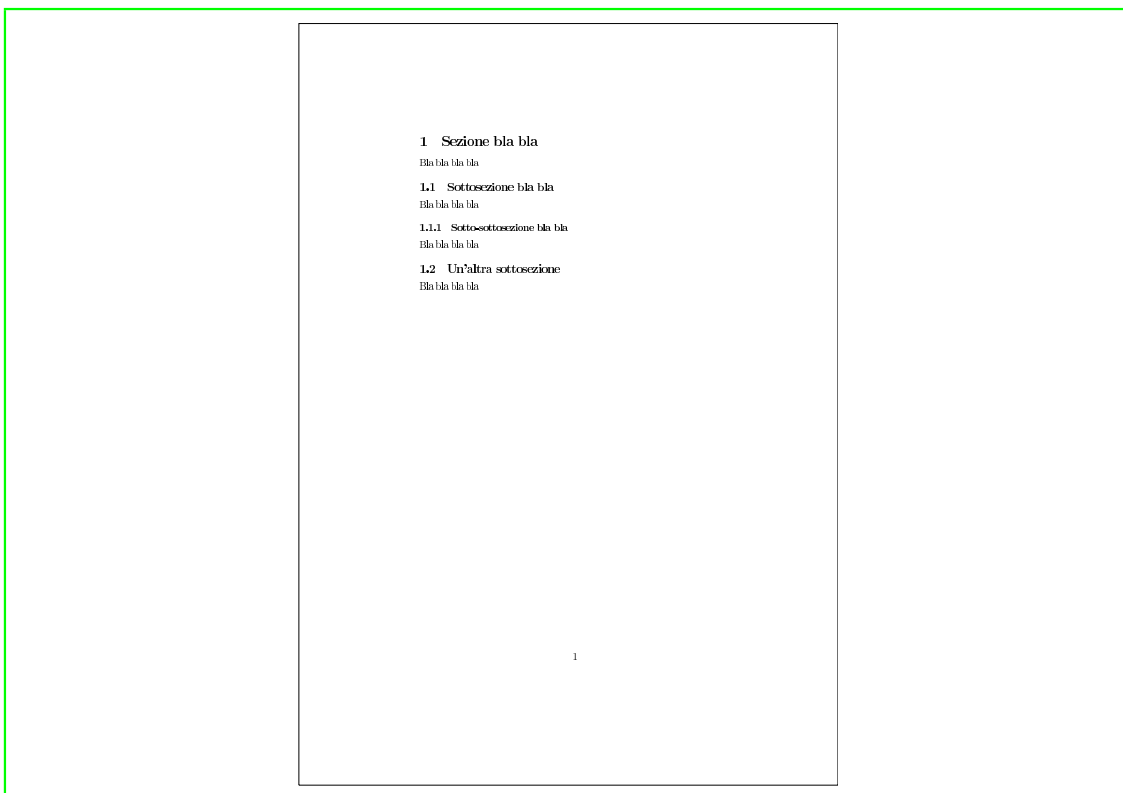 1 Sezione bla bla
Bla bla bla bla
1.1 Sottosezione bla bla
Bla bla bla bla
1.1.1 Sotto-sottosezione bla bla
Bla bla bla bla
1.2 Un'altra sottosezione
Bla bla bla bla
1